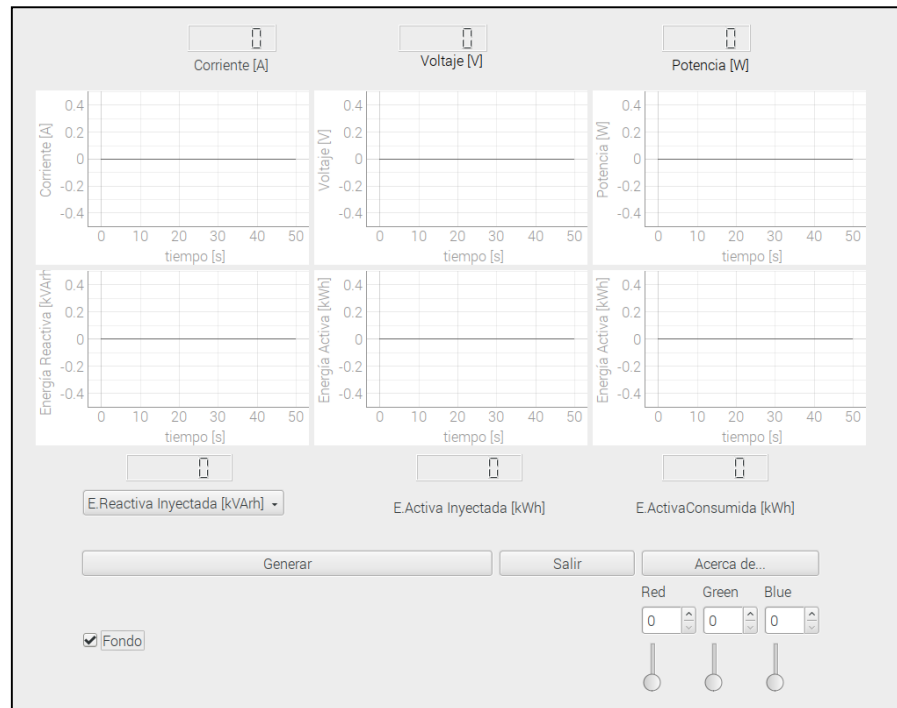 0 0 0
Corriente [A] Voltaje [V] Potencia [W]
Corriente [A]
0.4
0.2
0
-0.2
-0.4
0 10 20 30 40 50
tiempo [s]
Voltaje [V]
0.4
0.2
0
-0.2
-0.4
0 10 20 30 40 50
tiempo [s]
Potencia [W]
0.4
0.2
0
-0.2
-0.4
0 10 20 30 40 50
tiempo [s]
Energía Reactiva [kVArh
0.4
0.2
0
-0.2
-0.4
0 10 20 30 40 50
tiempo [s]
Energía Activa [kWh]
0.4
0.2
0
-0.2
-0.4
0 10 20 30 40 50
tiempo [s]
Energía Activa [kWh]
0.4
0.2
0
-0.2
-0.4
0 10 20 30 40 50
tiempo [s]
0 0 0
E.Reactiva Inyectada [kVArh] E.Activa Inyectada [kWh] E.ActivaConsumida [kWh]
Generar Salir Acerca de...
Red Green Blue
0 0 0
Fondo